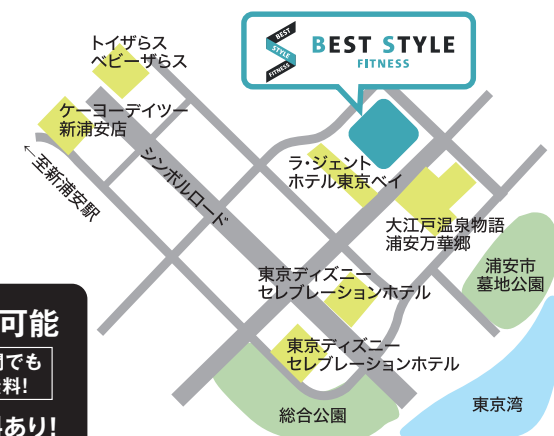 BEST
STYLE
FITNESS
BEST STYLE
FITNESS
トイザらス
ベビーザらス
ケーヨーデイツー
新浦安店
←至新浦安駅
シンボルロード
ラ・ジェント
ホテル東京ベイ
大江戸温泉物語
浦安万華郷
浦安市
墓地公園
東京ディズニー
セレブレーションホテル
東京ディズニー
セレブレーションホテル
総合公園
東京湾
可能
でも
料!
あり!